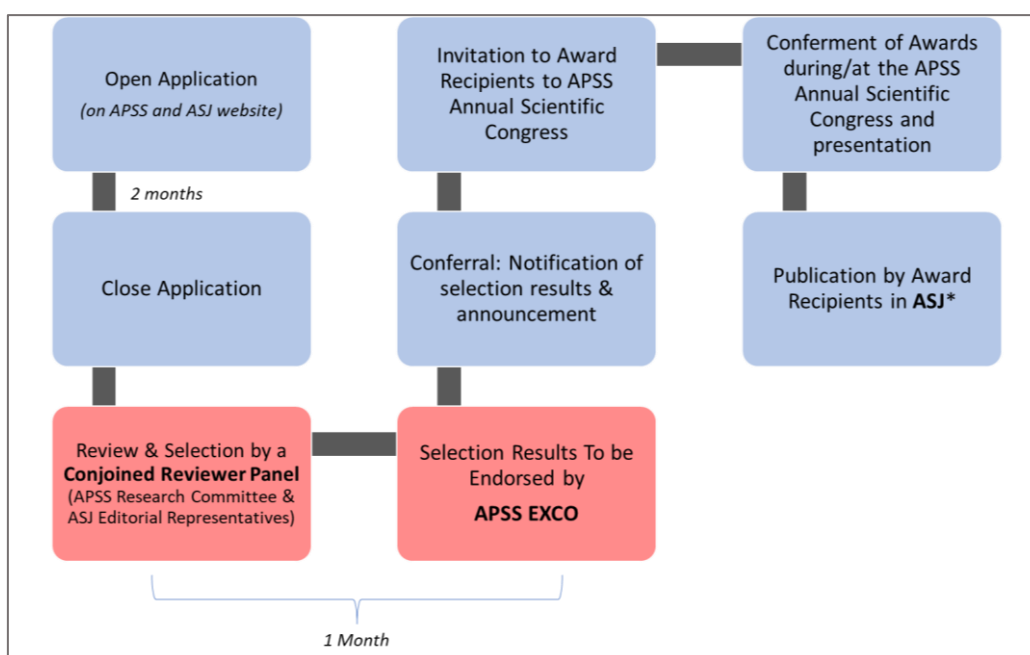 Open Application
(on APSS and ASJ website)
2 months
Close Application
Review & Selection by a
Conjoined Reviewer Panel
(APSS Research Committee &
ASJ Editorial Representatives)
Selection Results To be
Endorsed by
APSS EXCO
1 Month
Conferral: Notification of
selection results &
announcement
Invitation to Award
Recipients to APSS
Annual Scientific
Congress
Conferment of Awards
during/at the APSS
Annual Scientific
Congress and
presentation
Publication by Award
Recipients in ASJ*